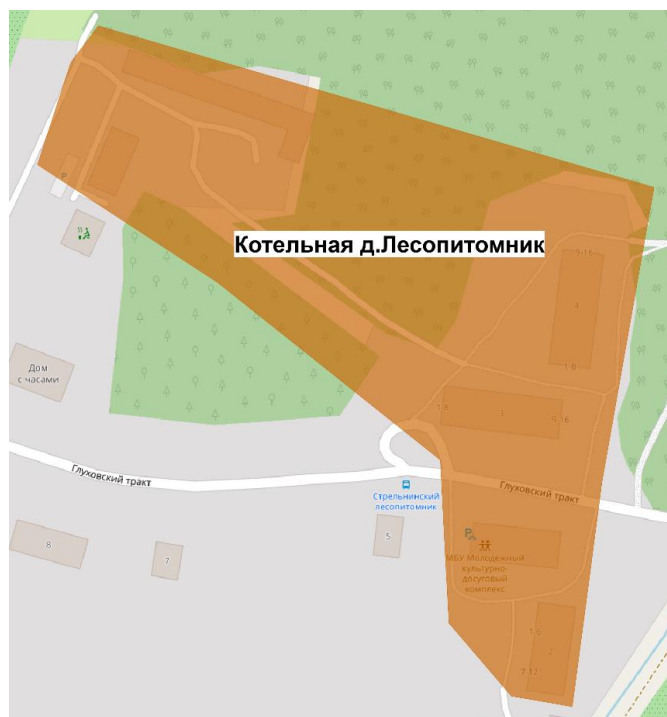 P
Котельная д.Лесопитомник
9-16
4
1-8
Дом
с часами
1-8
3
9-16
Глуховский тракт
Глуховский тракт
Стрельнинский
лесопитомник
8
7
5
P
МБУ Молодежный
культурно-
досуговый
комплекс
1-6
2
7-12